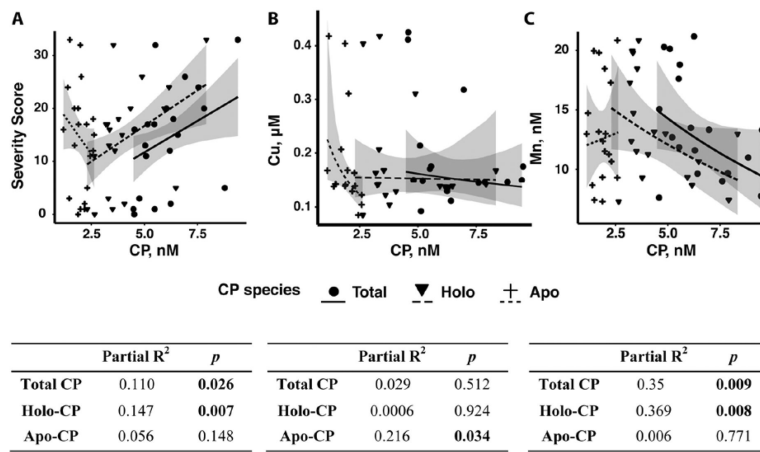 A
B
C
Severity Score
30
20
10
0
2.5 5.0 7.5
CP, nM
Cu, µM
0.4
0.3
0.2
0.1
2.5 5.0 7.5
CP, nM
Mn, nM
20
15
10
2.5 5.0 7.5
CP, nM
CP species Total Holo Apo
Partial R² p
Total CP 0.110 0.026
Holo-CP 0.147 0.007
Apo-CP 0.056 0.148
Partial R² p
Total CP 0.029 0.512
Holo-CP 0.0006 0.924
Apo-CP 0.216 0.034
Partial R² p
Total CP 0.35 0.009
Holo-CP 0.369 0.008
Apo-CP 0.006 0.771